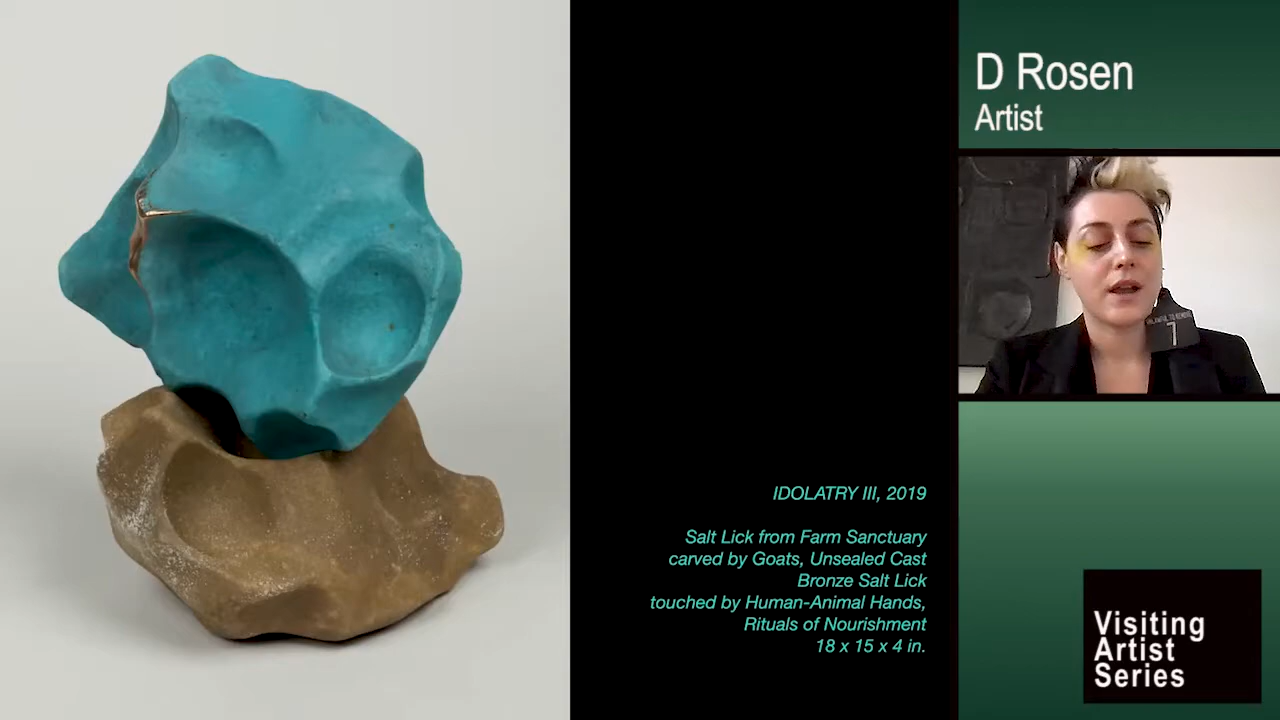 D Rosen
Artist
7
IDOLATRY III, 2019
Salt Lick from Farm Sanctuary
carved by Goats, Unsealed Cast
Bronze Salt Lick
touched by Human-Animal Hands,
Rituals of Nourishment
18 x 15 x 4 in.
Visiting
Artist
Series